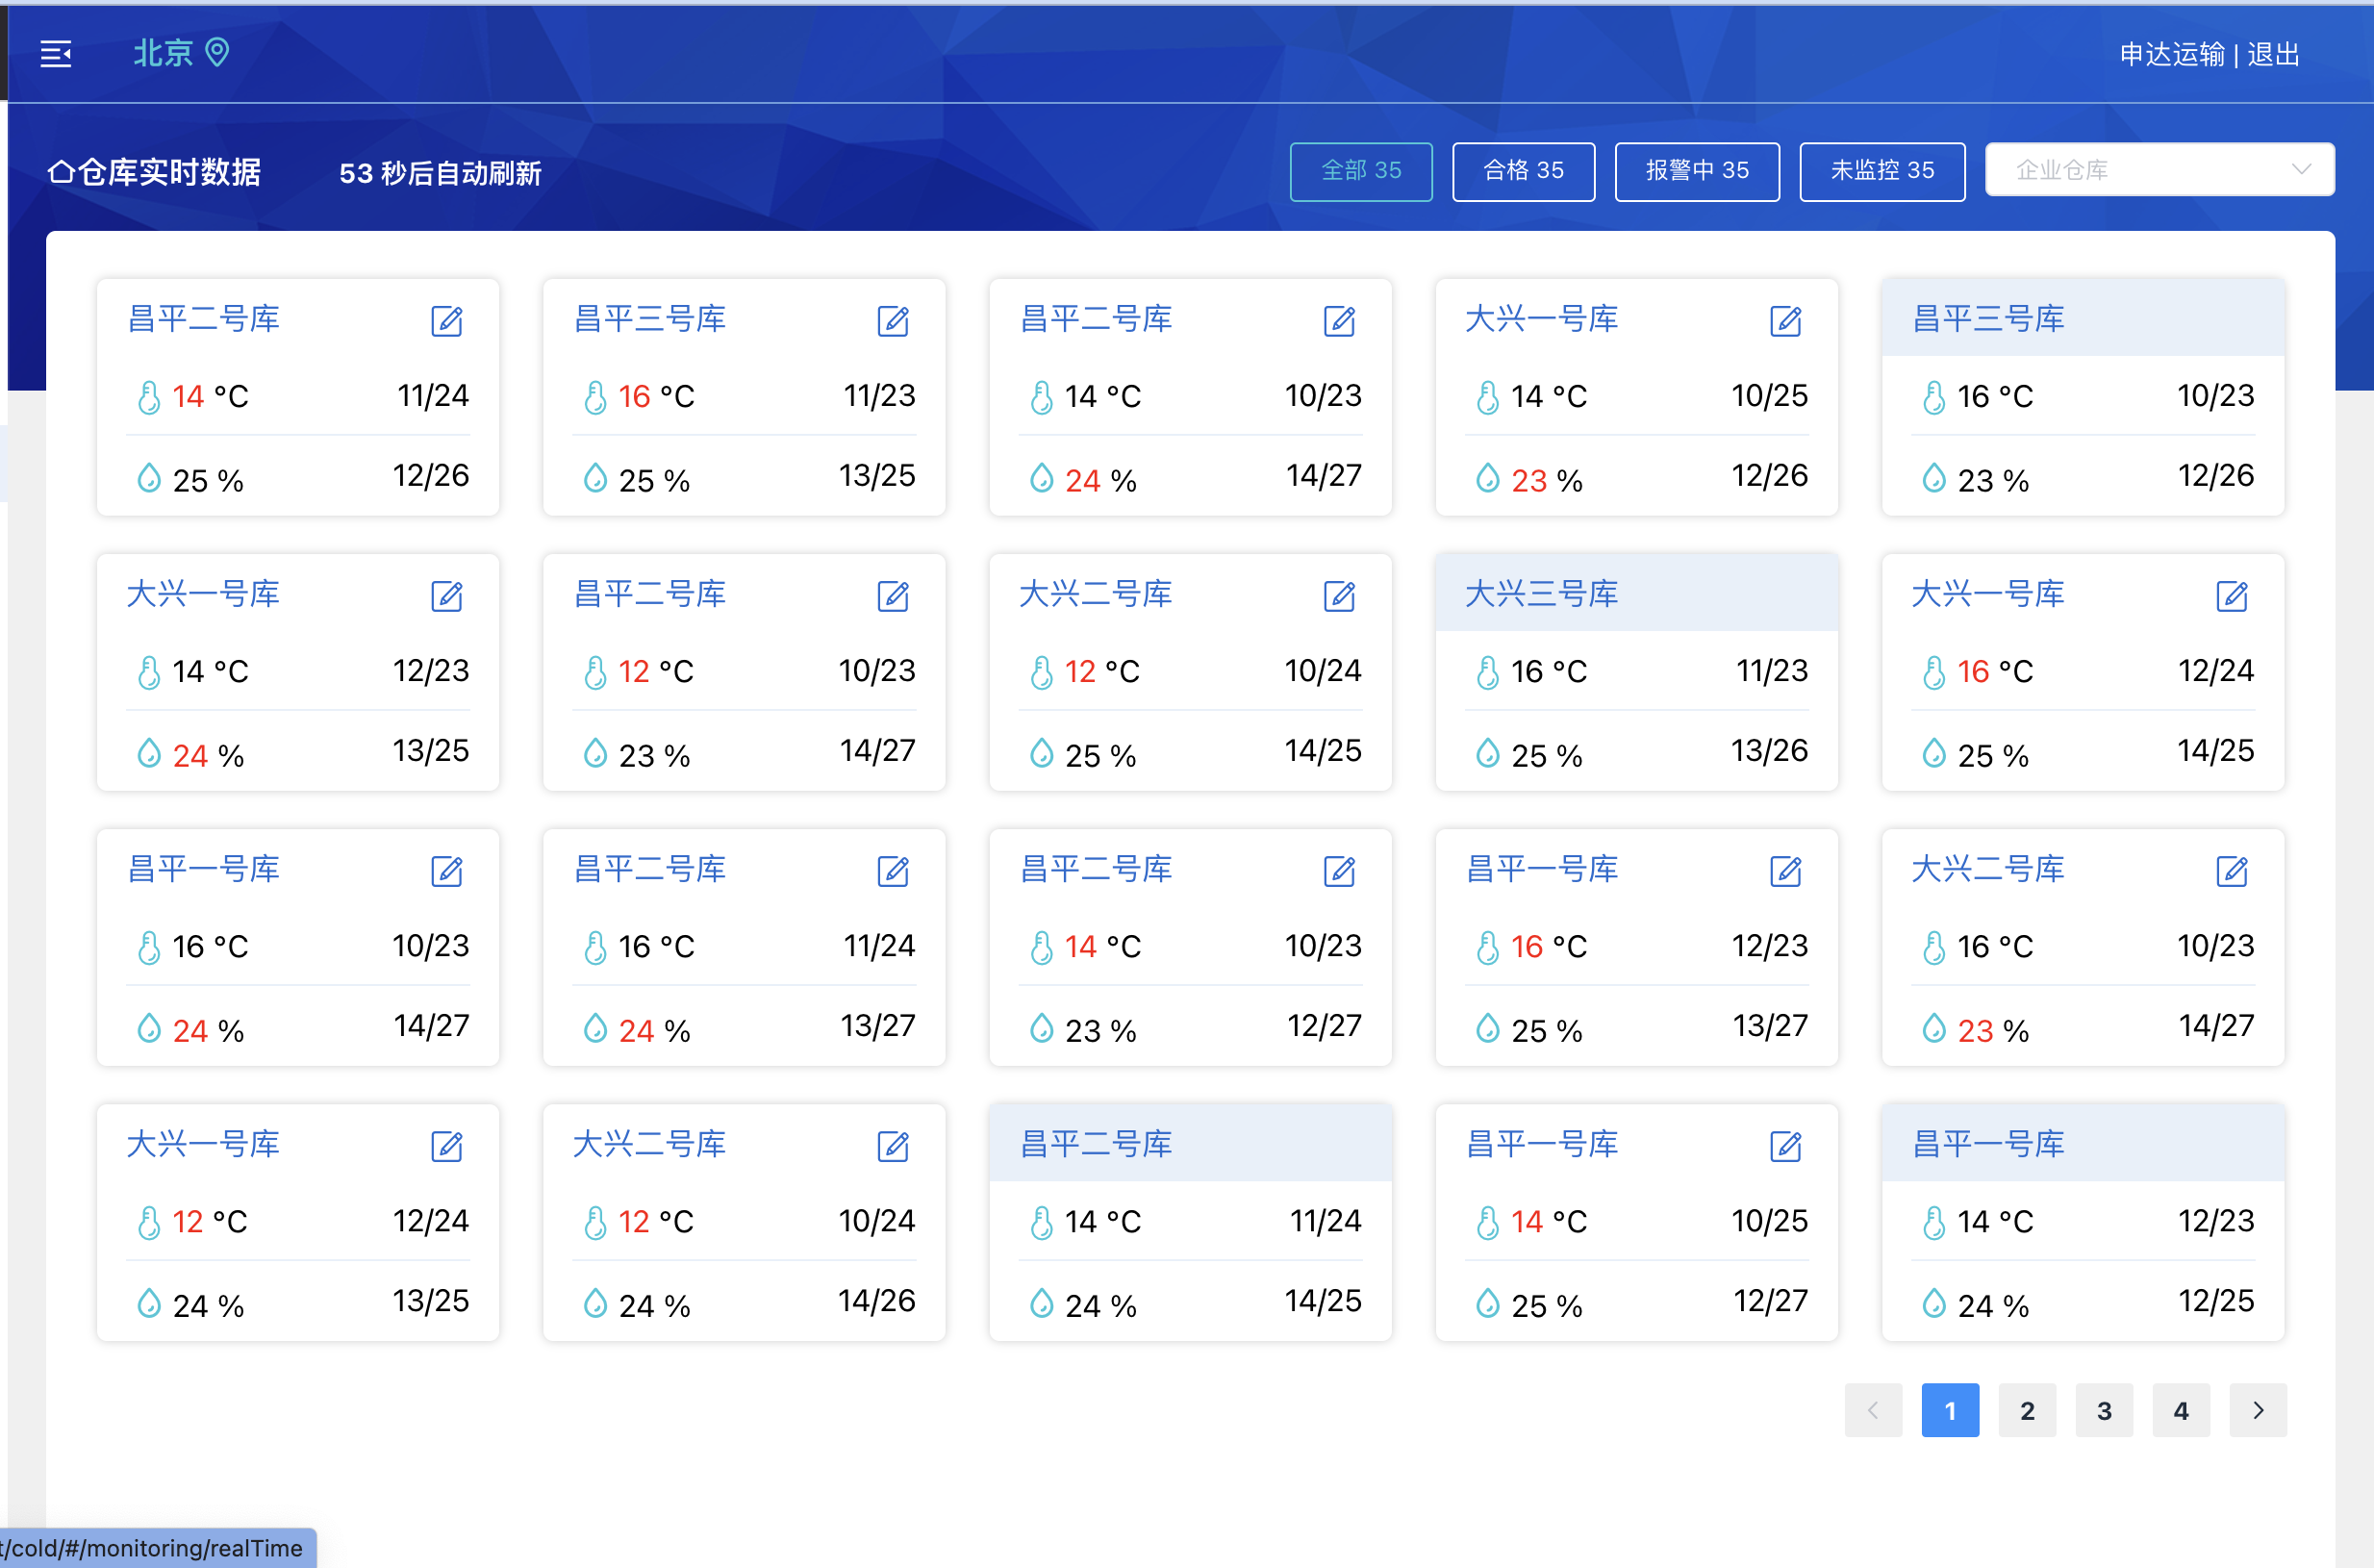 北京
申达运输 | 退出
仓库实时数据
53 秒后自动刷新
全部 35
合格 35
报警中 35
未监控 35
企业仓库
昌平二号库
14 °C 11/24
25 % 12/26
昌平三号库
16 °C 11/23
25 % 13/25
昌平二号库
14 °C 10/23
24 % 14/27
大兴一号库
14 °C 10/25
23 % 12/26
昌平三号库
16 °C 10/23
23 % 12/26
大兴一号库
14 °C 12/23
24 % 13/25
昌平二号库
12 °C 10/23
23 % 14/27
大兴二号库
12 °C 10/24
25 % 14/25
大兴三号库
16 °C 11/23
25 % 13/26
大兴一号库
16 °C 12/24
25 % 14/25
昌平一号库
16 °C 10/23
24 % 14/27
昌平二号库
16 °C 11/24
24 % 13/27
昌平二号库
14 °C 10/23
23 % 12/27
昌平一号库
16 °C 12/23
25 % 13/27
大兴二号库
16 °C 10/23
23 % 14/27
大兴一号库
12 °C 12/24
24 % 13/25
大兴二号库
12 °C 10/24
24 % 14/26
昌平二号库
14 °C 11/24
24 % 14/25
昌平一号库
14 °C 10/25
25 % 12/27
昌平一号库
14 °C 12/23
24 % 12/25
1 2 3 4
t/cold/#/monitoring/realTime